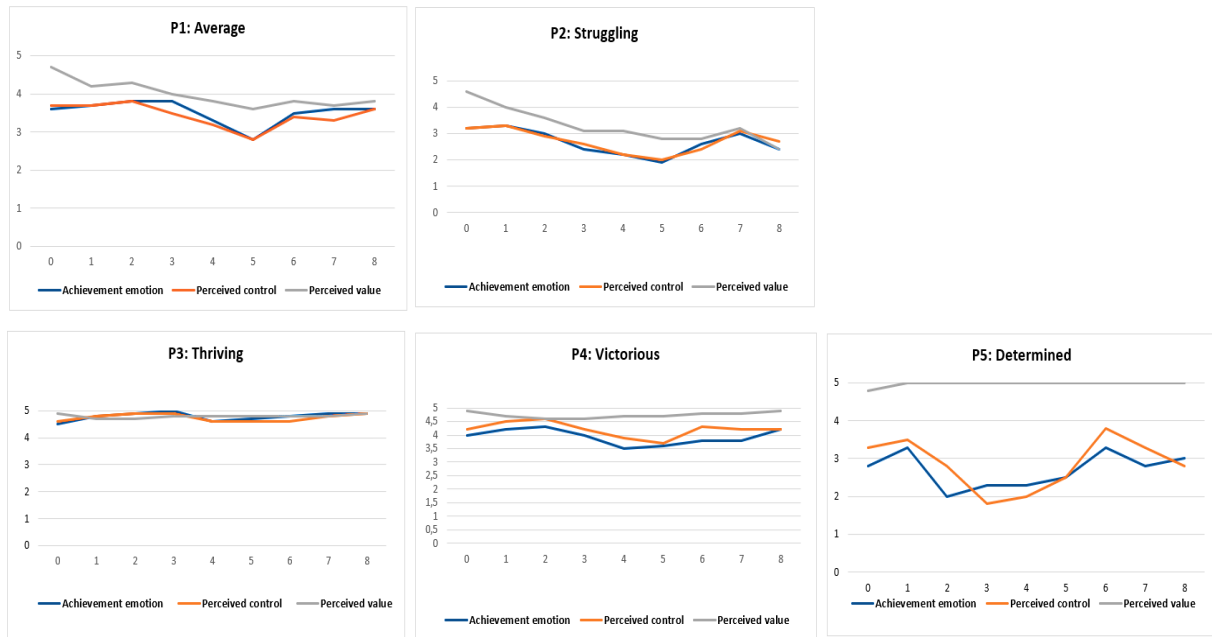 P1: Average
5
4
3
2
1
0
0 1 2 3 4 5 6 7 8
Achievement emotion Perceived control Perceived value
P2: Struggling
5
4
3
2
1
0
0 1 2 3 4 5 6 7 8
Achievement emotion Perceived control Perceived value
P3: Thriving
5
4
3
2
1
0
0 1 2 3 4 5 6 7 8
Achievement emotion Perceived control Perceived value
P4: Victorious
5
4,5
4
3,5
3
2,5
2
1,5
1
0,5
0
0 1 2 3 4 5 6 7 8
Achievement emotion Perceived control Perceived value
P5: Determined
5
4
3
2
1
0
0 1 2 3 4 5 6 7 8
Achievement emotion Perceived control Perceived value